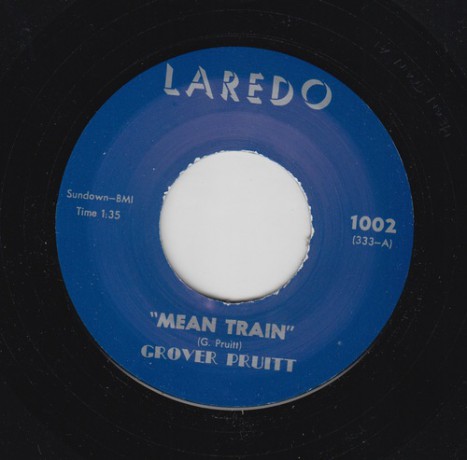 LAREDO
Sundown-BMI
Time 1:35
1002
(333-A)
"MEAN TRAIN"
(G. Pruitt)
GROVER PRUITT